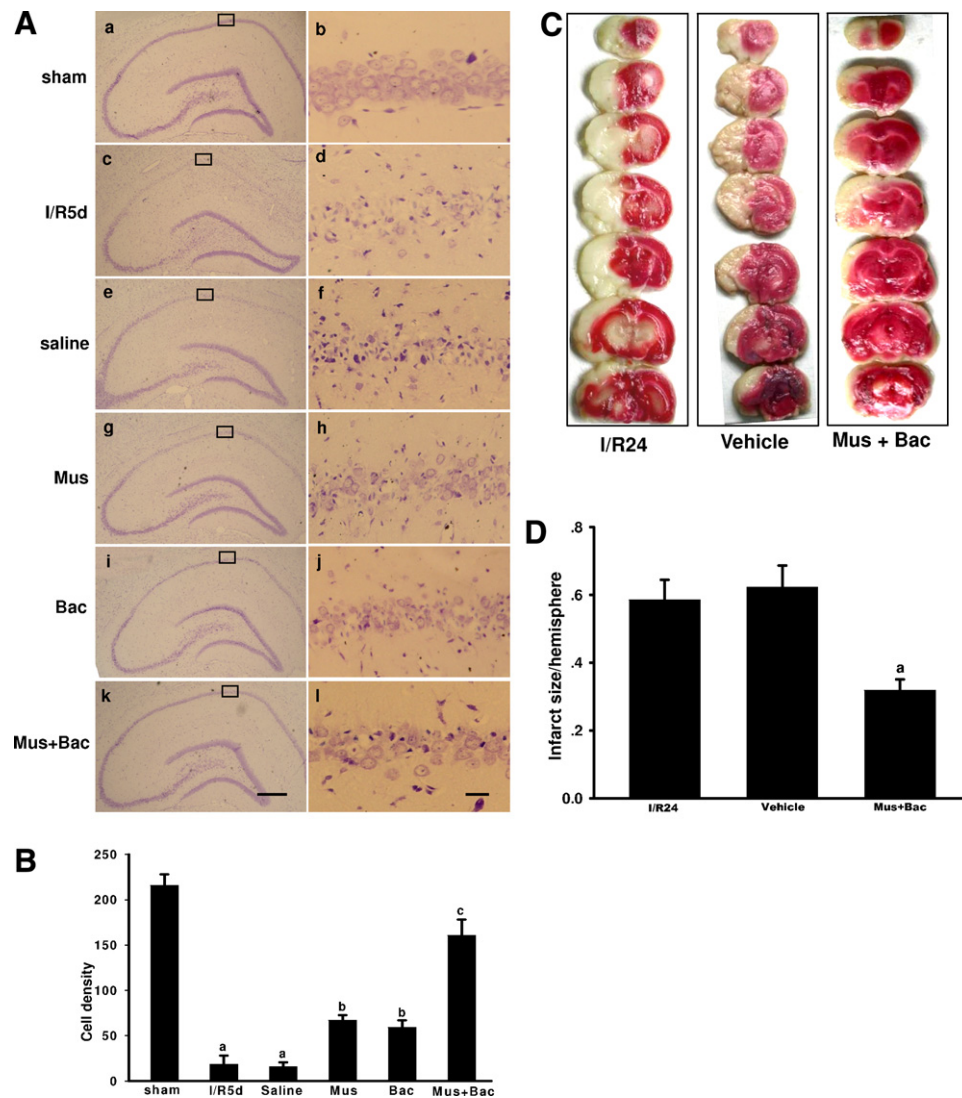 A
a
b
sham
c
d
I/R5d
e
f
saline
g
h
Mus
i
j
Bac
k
l
Mus+Bac
B
250
200
150
100
50
0
Cell density
a
a
b
b
c
sham
I/R5d
Saline
Mus
Bac
Mus+Bac
C
I/R24
Vehicle
Mus + Bac
D
.8
.6
.4
.2
0.0
Infarct size/hemisphere
a
I/R24
Vehicle
Mus+Bac